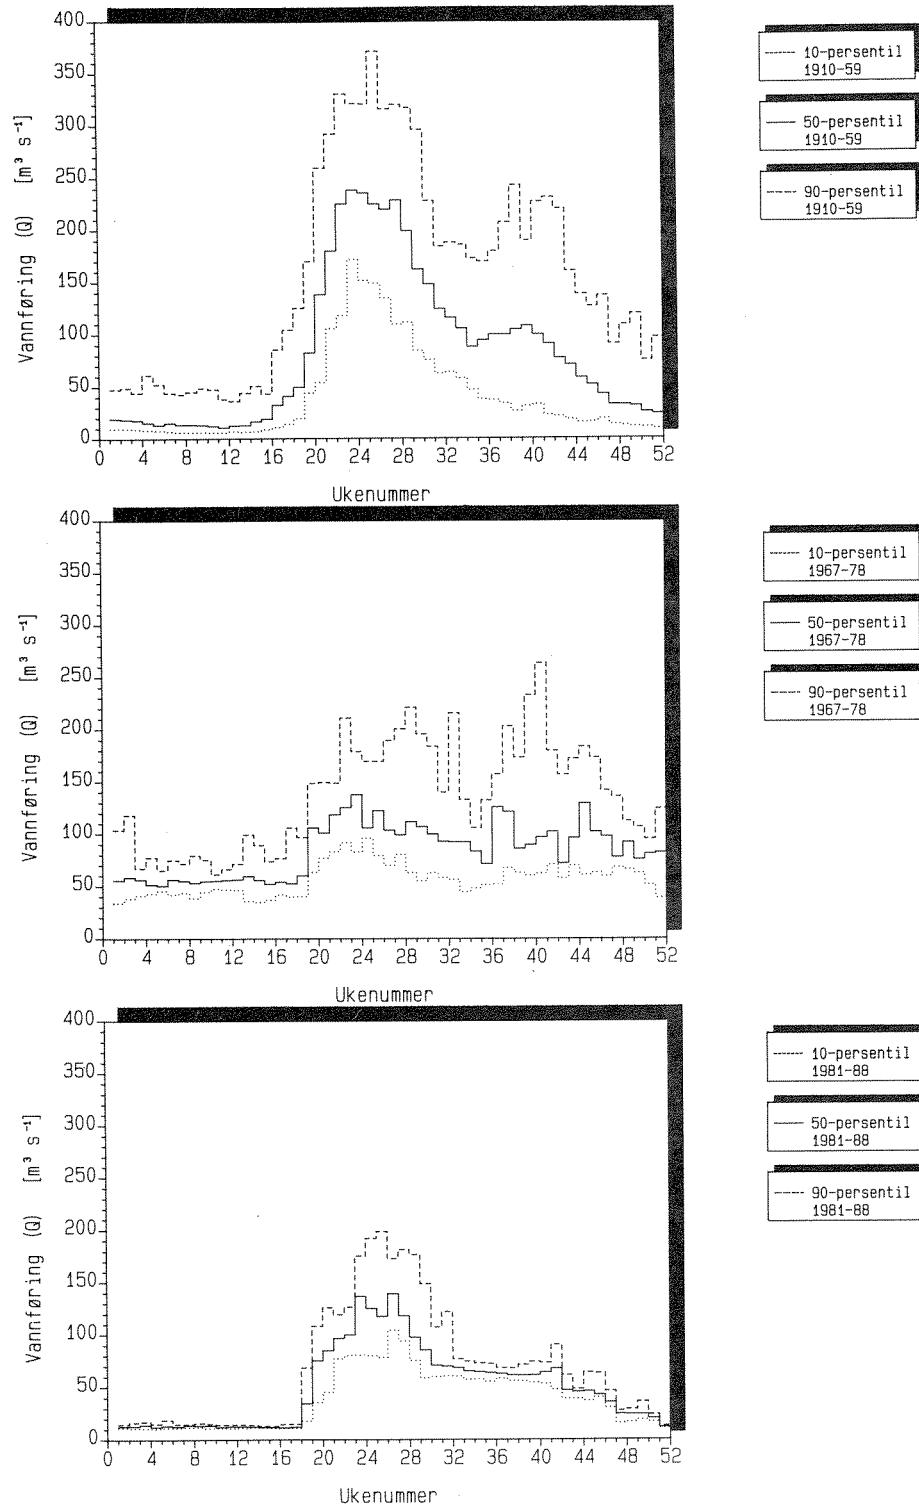 400
350
300
250
200
150
100
50
0
Vannføring (Q) [m³ s⁻¹]
0 4 8 12 16 20 24 28 32 36 40 44 48 52
Ukenummer
10-persentil
1910-59
50-persentil
1910-59
90-persentil
1910-59
400
350
300
250
200
150
100
50
0
Vannføring (Q) [m³ s⁻¹]
0 4 8 12 16 20 24 28 32 36 40 44 48 52
Ukenummer
10-persentil
1967-78
50-persentil
1967-78
90-persentil
1967-78
400
350
300
250
200
150
100
50
0
Vannføring (Q) [m³ s⁻¹]
0 4 8 12 16 20 24 28 32 36 40 44 48 52
Ukenummer
10-persentil
1981-88
50-persentil
1981-88
90-persentil
1981-88